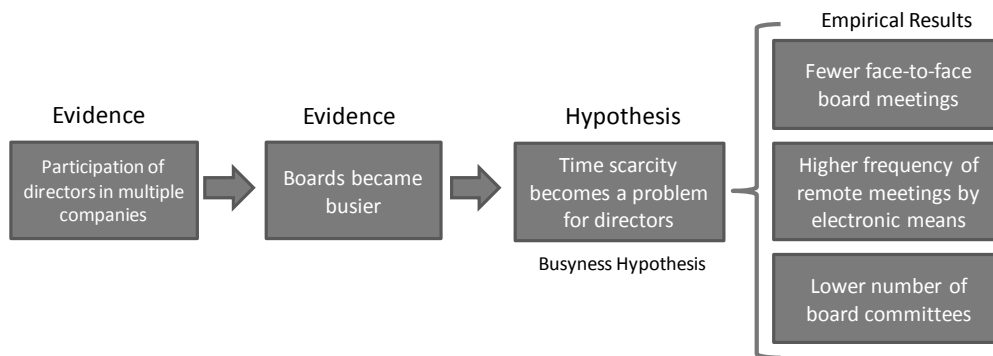 Evidence
Participation of
directors in multiple
companies
Evidence
Boards became
busier
Hypothesis
Time scarcity
becomes a problem
for directors
Busyness Hypothesis
Empirical Results
Fewer face-to-face
board meetings
Higher frequency of
remote meetings by
electronic means
Lower number of
board committees